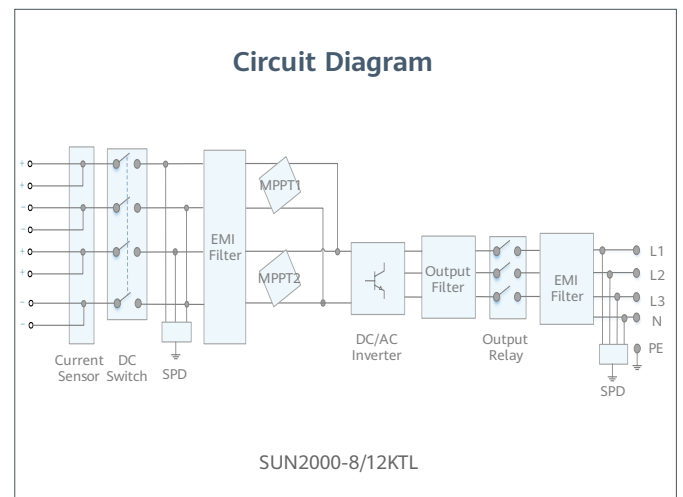 Circuit Diagram
+
+
−
−
+
+
−
−
MPPT1
MPPT2
EMI
Filter
Output
Filter
EMI
Filter
L1
L2
L3
N
PE
Current
Sensor
DC
Switch
SPD
DC/AC
Inverter
Output
Relay
SPD
SUN2000-8/12KTL